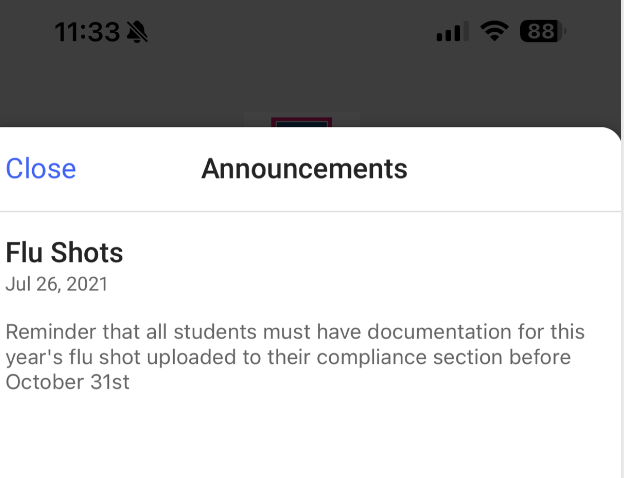 11:33
88
Close
Announcements
Flu Shots
Jul 26, 2021
Reminder that all students must have documentation for this
year's flu shot uploaded to their compliance section before
October 31st